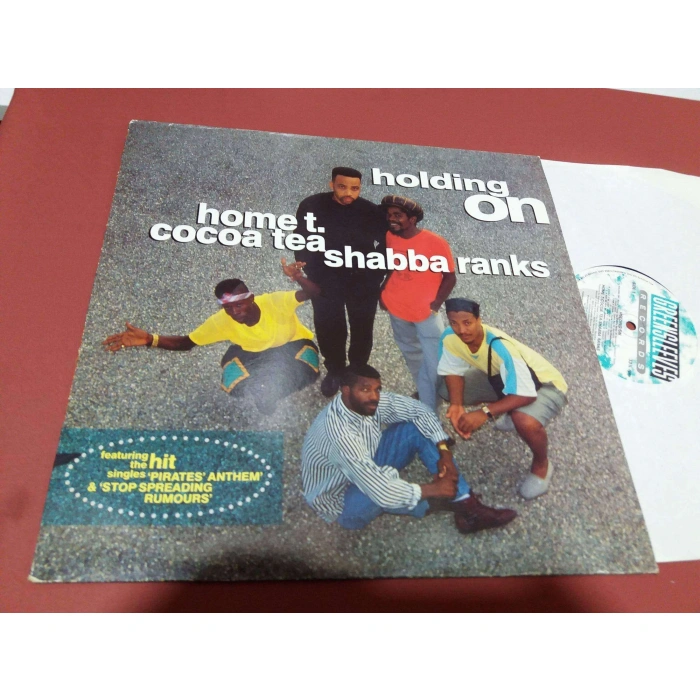 holding
on
home t.
cocoa tea
shabba ranks
featuring
the hit
singles 'PIRATES' ANTHEM'
& 'STOP SPREADING
RUMOURS'
GREENSLEEVES
RECORDS